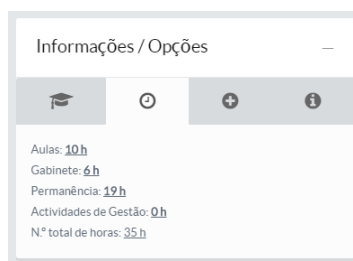 Informações / Opções
Aulas: 10 h
Gabinete: 6 h
Permanência: 19 h
Actividades de Gestão: 0 h
N.º total de horas: 35 h